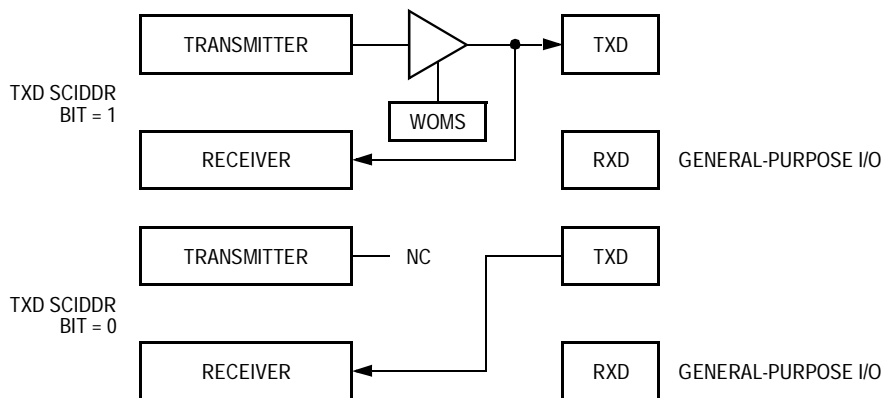 TRANSMITTER
TXD
TXD SCIDDR
BIT = 1
WOMS
RECEIVER
RXD
GENERAL-PURPOSE I/O
TRANSMITTER
NC
TXD
TXD SCIDDR
BIT = 0
RECEIVER
RXD
GENERAL-PURPOSE I/O